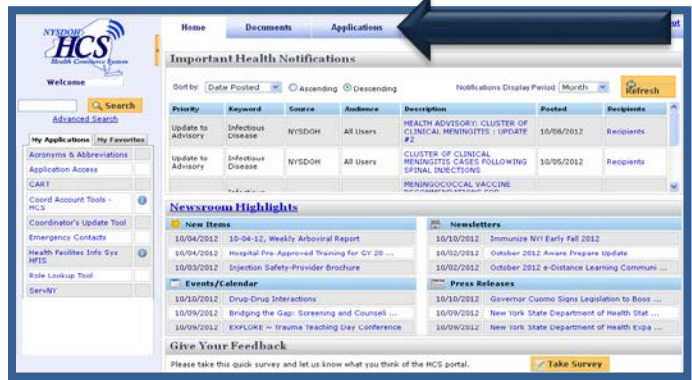 NYSDOH
HCS
Health Commerce System
Welcome
Search
Advanced Search
My Applications My Favorites
Acronyms & Abbreviations
Application Access
CART
Coord Account Tools -
HCS
Coordinator's Update Tool
Emergency Contacts
Health Facilites Info Sys
HFIS
Role Lookup Tool
ServNY
Home Documents Applications
Important Health Notifications
Sort by: Date Posted Ascending Descending Notifications Display Period: Month Refresh
Priority Keyword Source Audience Description Posted Recipients
Update to
Advisory
Infectious
Disease
NYSDOH
All Users
HEALTH ADVISORY: CLUSTER OF
CLINICAL MENINGITIS : UPDATE
#2
10/08/2012
Recipients
Update to
Advisory
Infectious
Disease
NYSDOH
All Users
CLUSTER OF CLINICAL
MENINGITIS CASES FOLLOWING
SPINAL INJECTIONS
10/05/2012
Recipients
Infectious
MENINGOCOCCAL VACCINE
RECOMMENDATIONS FOR
Newsroom Highlights
New Items
10/04/2012 10-04-12, Weekly Arboviral Report
10/04/2012 Hospital Pre-Approved Training for GY 20 ...
10/03/2012 Injection Safety-Provider Brochure
Newsletters
10/10/2012 Immunize NY! Early Fall 2012
10/02/2012 October 2012 Aware Prepare Update
10/02/2012 October 2012 e-Distance Learning Communi ...
Events/Calendar
10/10/2012 Drug-Drug Interactions
10/09/2012 Bridging the Gap: Screening and Counseli ...
10/09/2012 EXPLORE ~ Trauma Teaching Day Conference
Press Releases
10/10/2012 Governor Cuomo Signs Legislation to Boos ...
10/09/2012 New York State Department of Health Stat ...
10/09/2012 New York State Department of Health Expa ...
Give Your Feedback
Please take this quick survey and let us know what you think of the HCS portal. Take Survey